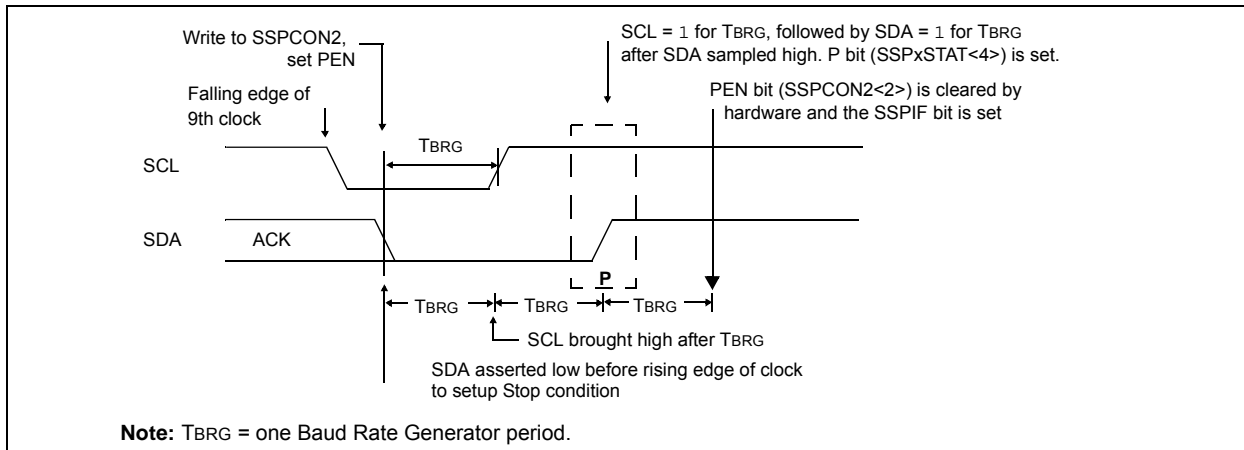 Write to SSPCON2,
set PEN
SCL = 1 for TBRG, followed by SDA = 1 for TBRG
after SDA sampled high. P bit (SSPxSTAT<4>) is set.
Falling edge of
9th clock
PEN bit (SSPCON2<2>) is cleared by
hardware and the SSPIF bit is set
TBRG
SCL
SDA
ACK
P
TBRG
TBRG
TBRG
SCL brought high after TBRG
SDA asserted low before rising edge of clock
to setup Stop condition
Note: TBRG = one Baud Rate Generator period.